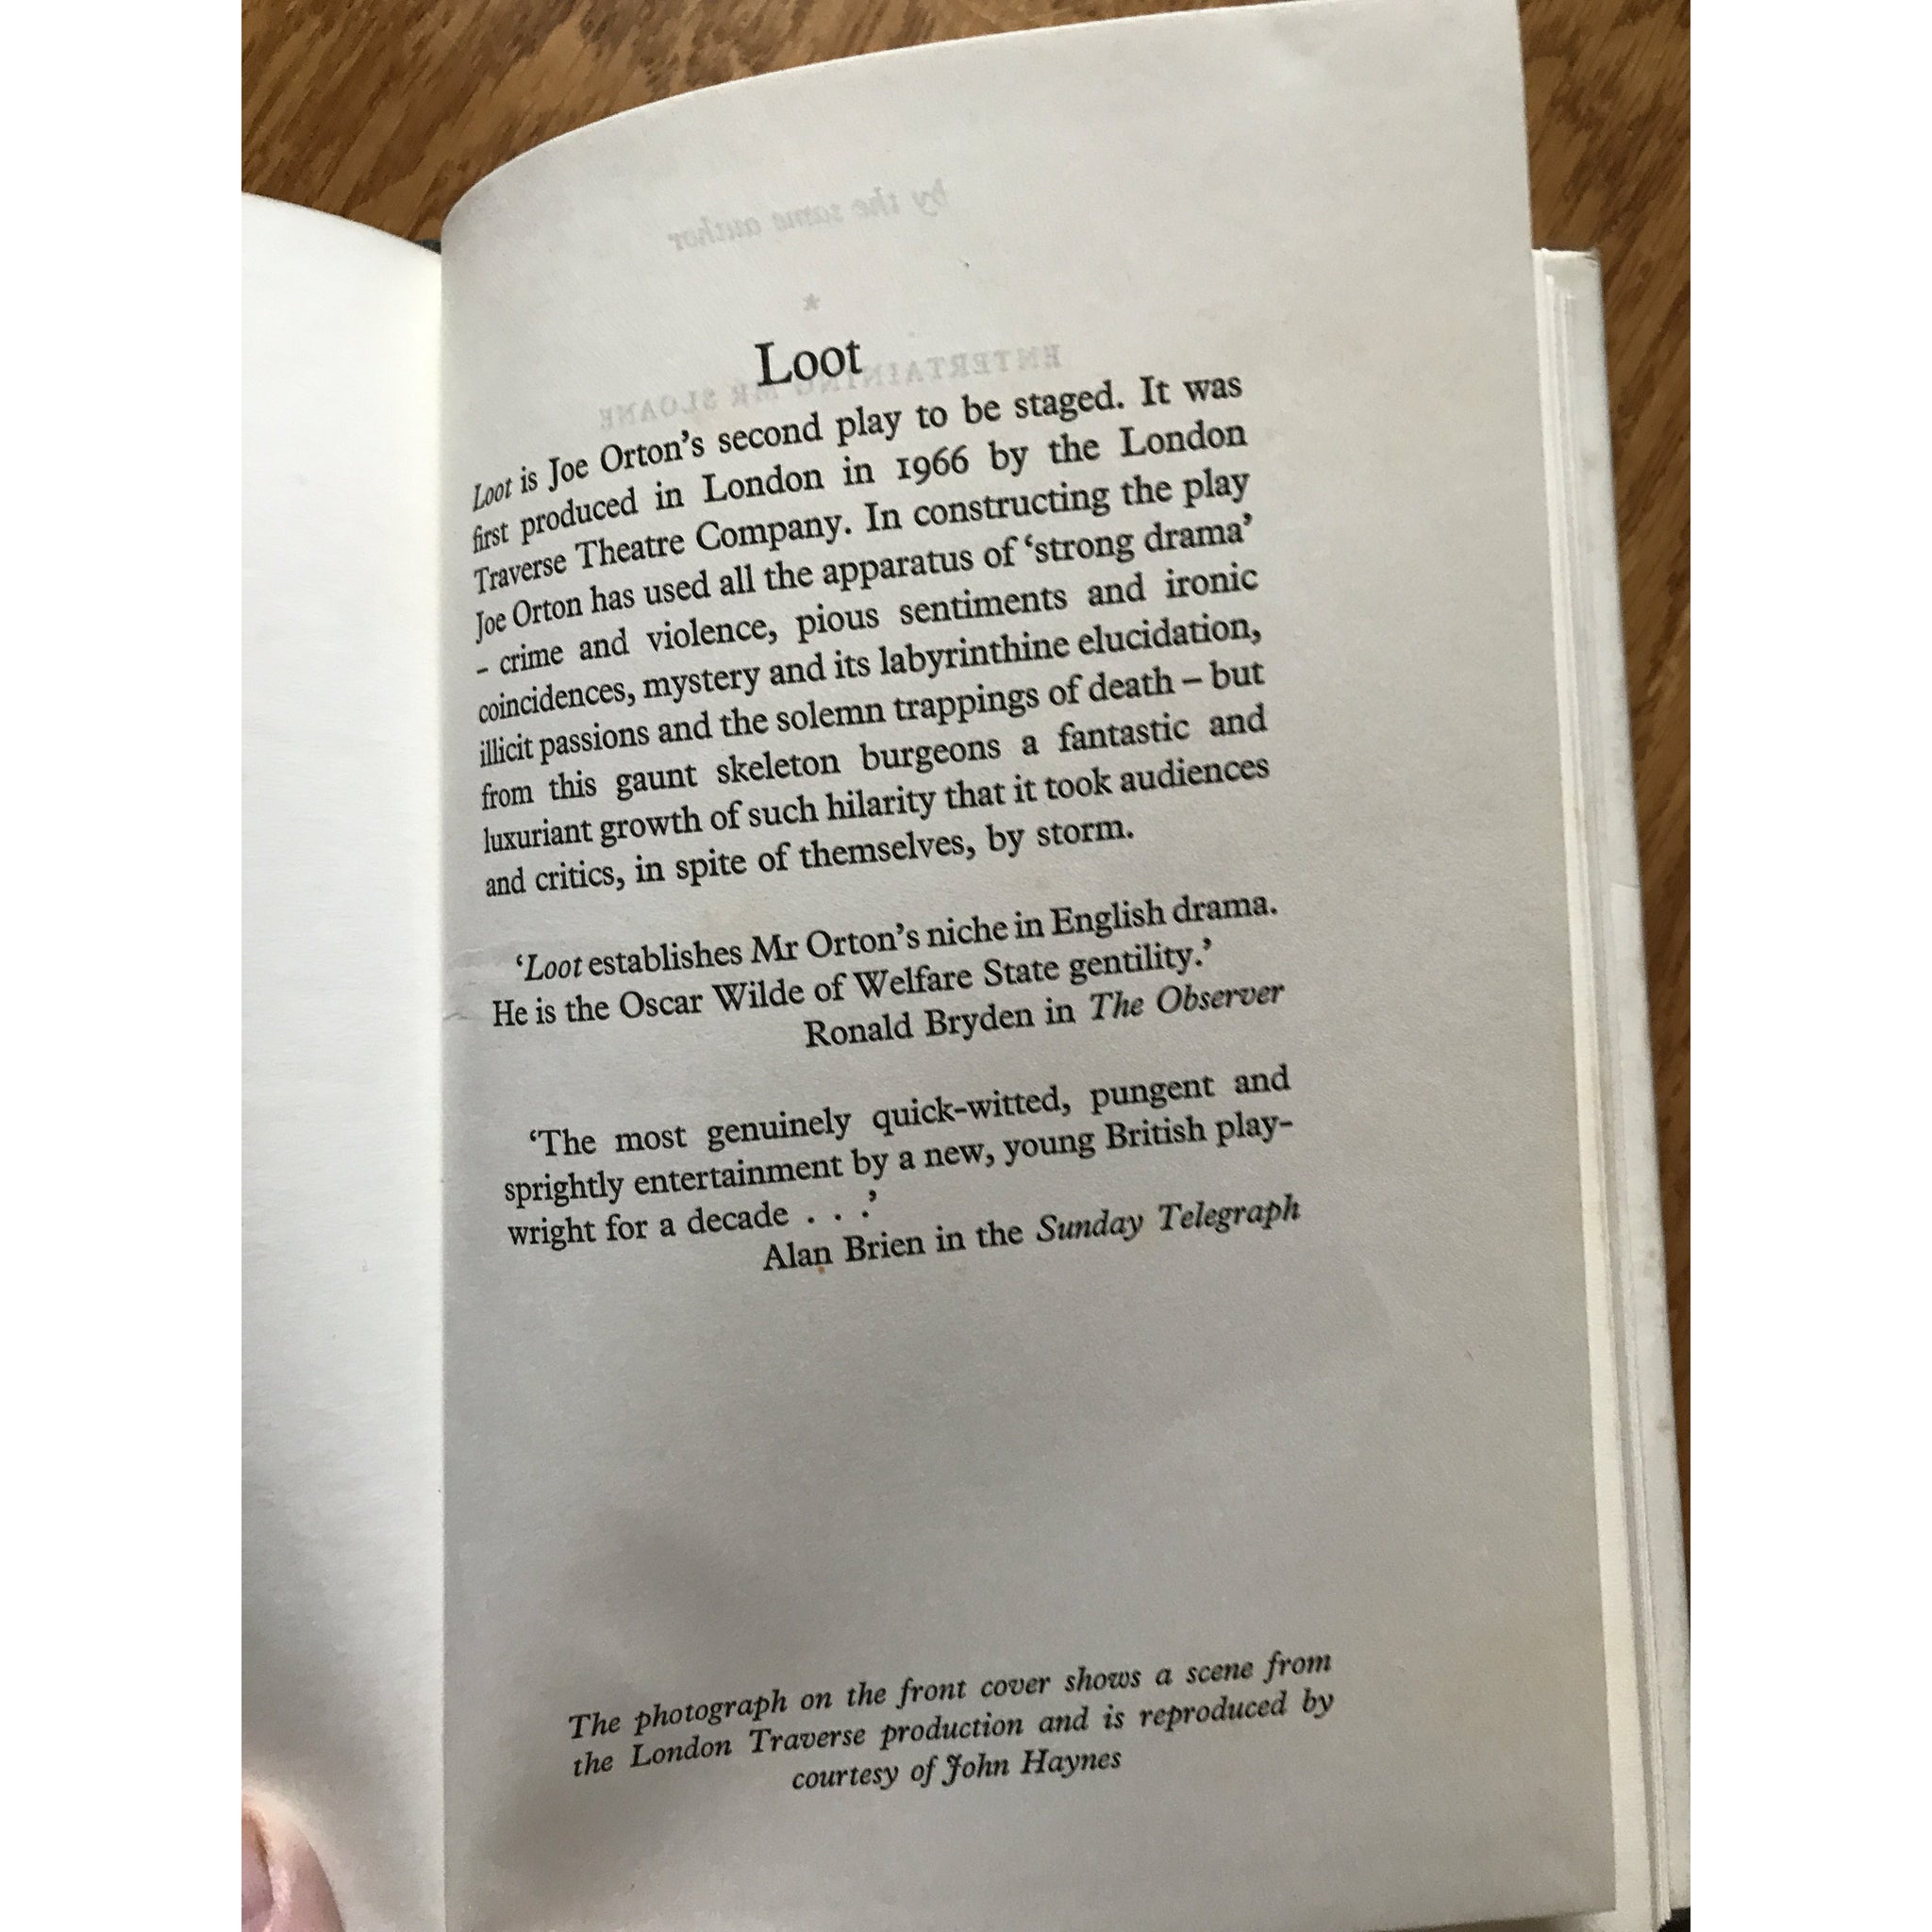 by the same author
*
ENTERTAINING MR SLOANE
Loot
Loot is Joe Orton’s second play to be staged. It was
first produced in London in 1966 by the London
Traverse Theatre Company. In constructing the play
Joe Orton has used all the apparatus of ‘strong drama’
– crime and violence, pious sentiments and ironic
coincidences, mystery and its labyrinthine elucidation,
illicit passions and the solemn trappings of death – but
from this gaunt skeleton burgeons a fantastic and
luxuriant growth of such hilarity that it took audiences
and critics, in spite of themselves, by storm.
‘Loot establishes Mr Orton’s niche in English drama.
He is the Oscar Wilde of Welfare State gentility.’
Ronald Bryden in The Observer
‘The most genuinely quick-witted, pungent and
sprightly entertainment by a new, young British play-
wright for a decade . . .’
Alan Brien in the Sunday Telegraph
The photograph on the front cover shows a scene from
the London Traverse production and is reproduced by
courtesy of John Haynes